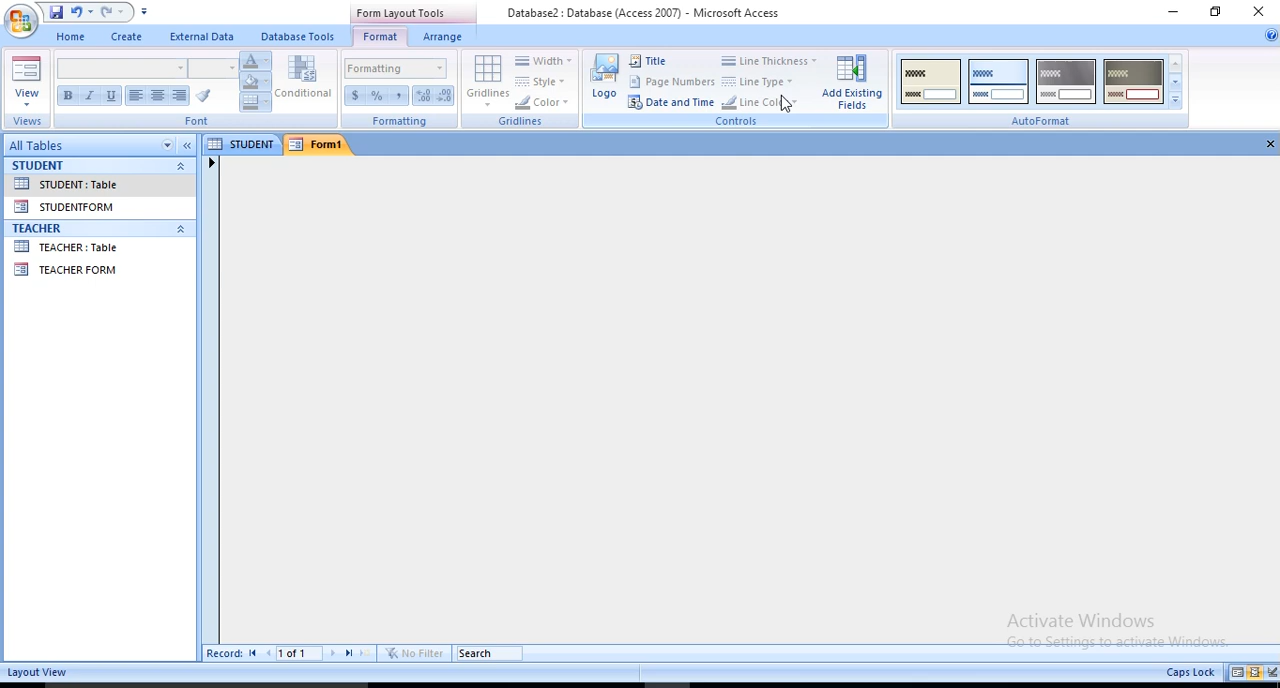 Form Layout Tools
Database2 : Database (Access 2007) - Microsoft Access
Home
Create
External Data
Database Tools
Format
Arrange
View
Views
B I U
A
Conditional
Font
Formatting
$ % ,
Formatting
Gridlines
Width
Style
Color
Gridlines
Logo
Title
Page Numbers
Date and Time
Line Thickness
Line Type
Controls
Add Existing
Fields
AutoFormat
All Tables
STUDENT
STUDENT : Table
STUDENTFORM
TEACHER
TEACHER : Table
TEACHER FORM
STUDENT
Form1
Activate Windows
Go to Settings to activate Windows.
Record: 1 of 1
No Filter
Search
Layout View
Caps Lock